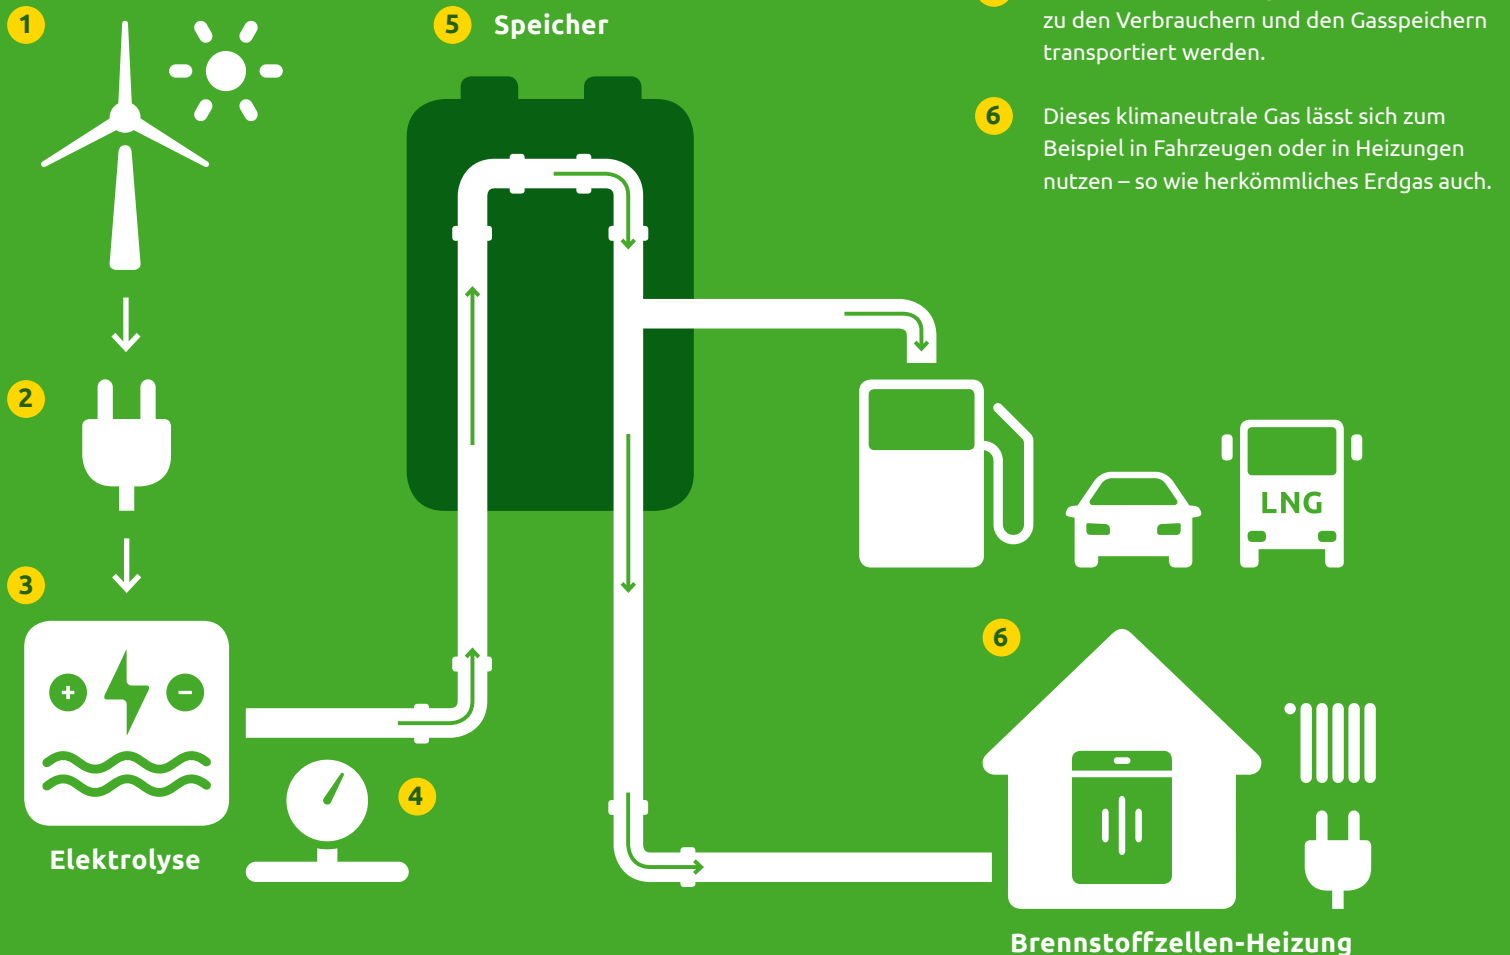 1
5 Speicher
zu den Verbrauchern und den Gasspeichern
transportiert werden.
6 Dieses klimaneutrale Gas lässt sich zum
Beispiel in Fahrzeugen oder in Heizungen
nutzen – so wie herkömmliches Erdgas auch.
2
LNG
3
6
+ −
4
Elektrolyse
Brennstoffzellen-Heizung